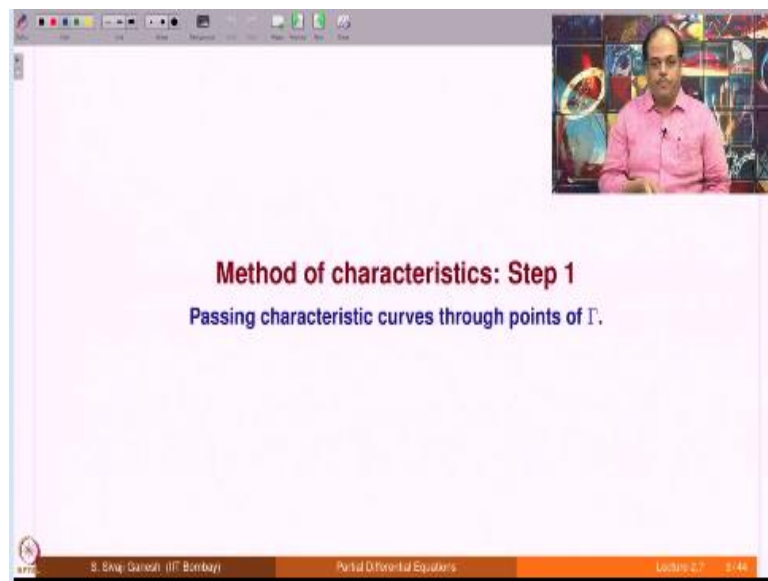 Method of characteristics: Step 1
Passing characteristic curves through points of Γ.
S. Sivaji Ganesh (IIT Bombay)
Partial Differential Equations
Lecture 2.7